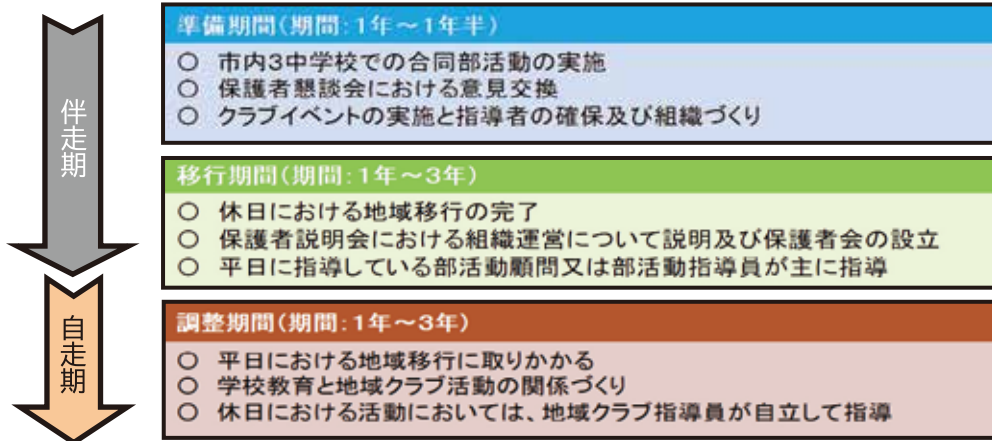 伴走期
準備期間(期間:1年～1年半)
○ 市内3中学校での合同部活動の実施
○ 保護者懇談会における意見交換
○ クラブイベントの実施と指導者の確保及び組織づくり
移行期間(期間:1年～3年)
○ 休日における地域移行の完了
○ 保護者説明会における組織運営について説明及び保護者会の設立
○ 平日に指導している部活動顧問又は部活動指導員が主に指導
自走期
調整期間(期間:1年～3年)
○ 平日における地域移行に取りかかる
○ 学校教育と地域クラブ活動の関係づくり
○ 休日における活動においては、地域クラブ指導員が自立して指導